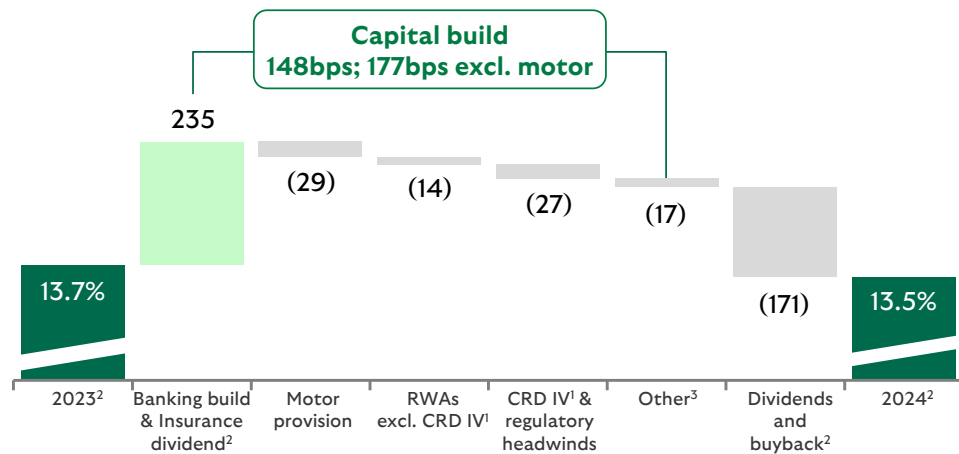 Capital build
148bps; 177bps excl. motor
235
(29)
(14)
(27)
(17)
(171)
13.7%
13.5%
2023²
Banking build
& Insurance
dividend²
Motor
provision
RWAs
excl. CRD IV¹
CRD IV¹ &
regulatory
headwinds
Other³
Dividends
and
buyback²
2024²